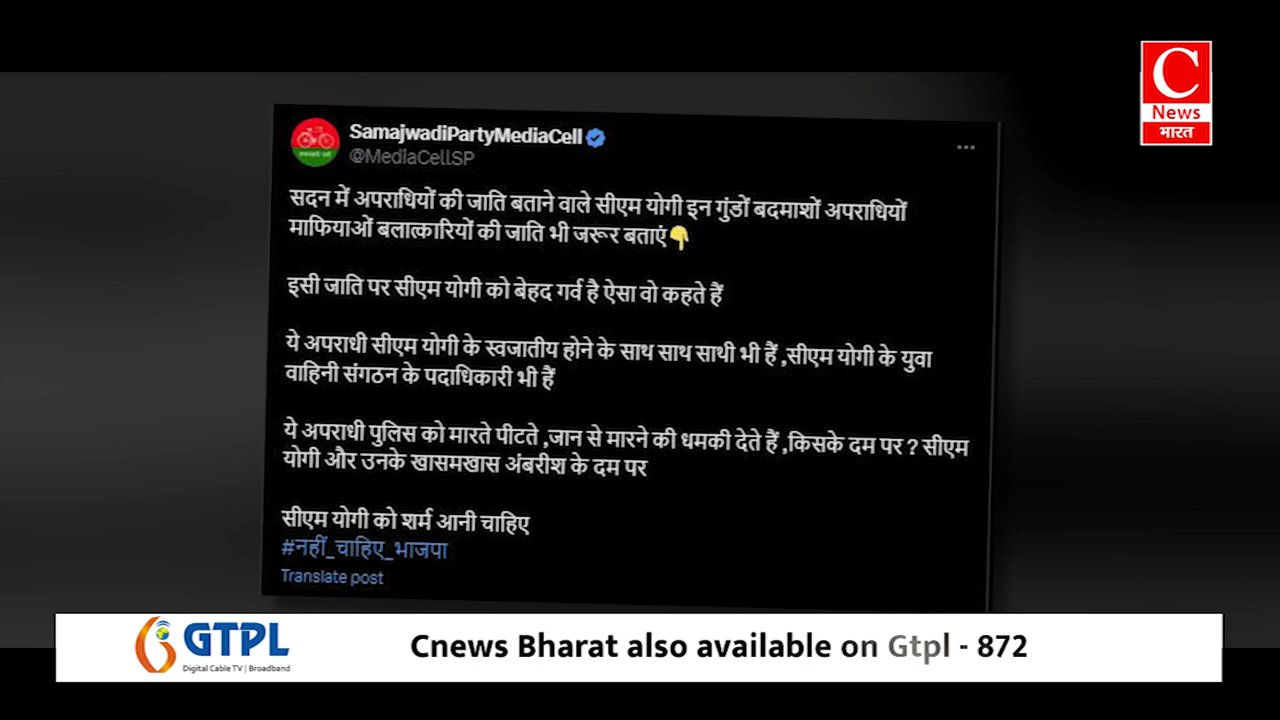 C
News
भारत
SamajwadiPartyMediaCell
@MediaCellSP
सदन में अपराधियों की जाति बताने वाले सीएम योगी इन गुंडों बदमाशों अपराधियों
माफियाओं बलात्कारियों की जाति भी जरूर बताएं👇
इसी जाति पर सीएम योगी को बेहद गर्व है ऐसा वो कहते हैं
ये अपराधी सीएम योगी के स्वजातीय होने के साथ साथ साथी भी हैं ,सीएम योगी के युवा
वाहिनी संगठन के पदाधिकारी भी हैं
ये अपराधी पुलिस को मारते पीटते ,जान से मारने की धमकी देते हैं ,किसके दम पर ? सीएम
योगी और उनके खासमखास अंबरीश के दम पर
सीएम योगी को शर्म आनी चाहिए
#नहीं_चाहिए_भाजपा
Translate post
GTPL
Digital Cable TV | Broadband
Cnews Bharat also available on Gtpl - 872